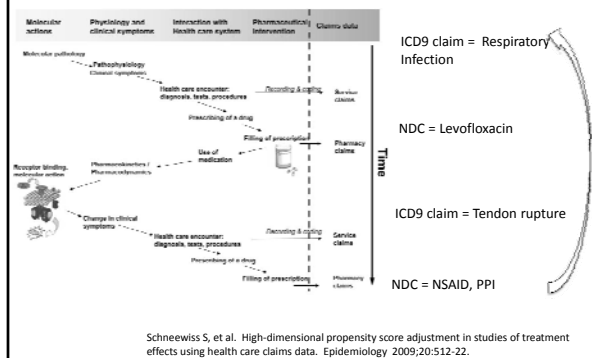 Molecular actions
Physiology and clinical symptoms
Interaction with Health care system
Pharmaceutical intervention
Claims data
Molecular pathology
Pathophysiology
Clinical symptoms
Health care encounter:
diagnosis, tests, procedures
Recording & coding
Service claims
Prescribing of a drug
Filling of prescription
Pharmacy claims
Use of medication
Pharmacokinetics /
Pharmacodynamics
Receptor binding,
molecular action
Change in clinical
symptoms
Health care encounter:
diagnosis, tests, procedures
Recording & coding
Service claims
Prescribing of a drug
Filling of prescription
Pharmacy claims
Time
ICD9 claim = Respiratory
Infection
NDC = Levofloxacin
ICD9 claim = Tendon rupture
NDC = NSAID, PPI
Schneewiss S, et al. High-dimensional propensity score adjustment in studies of treatment
effects using health care claims data. Epidemiology 2009;20:512-22.